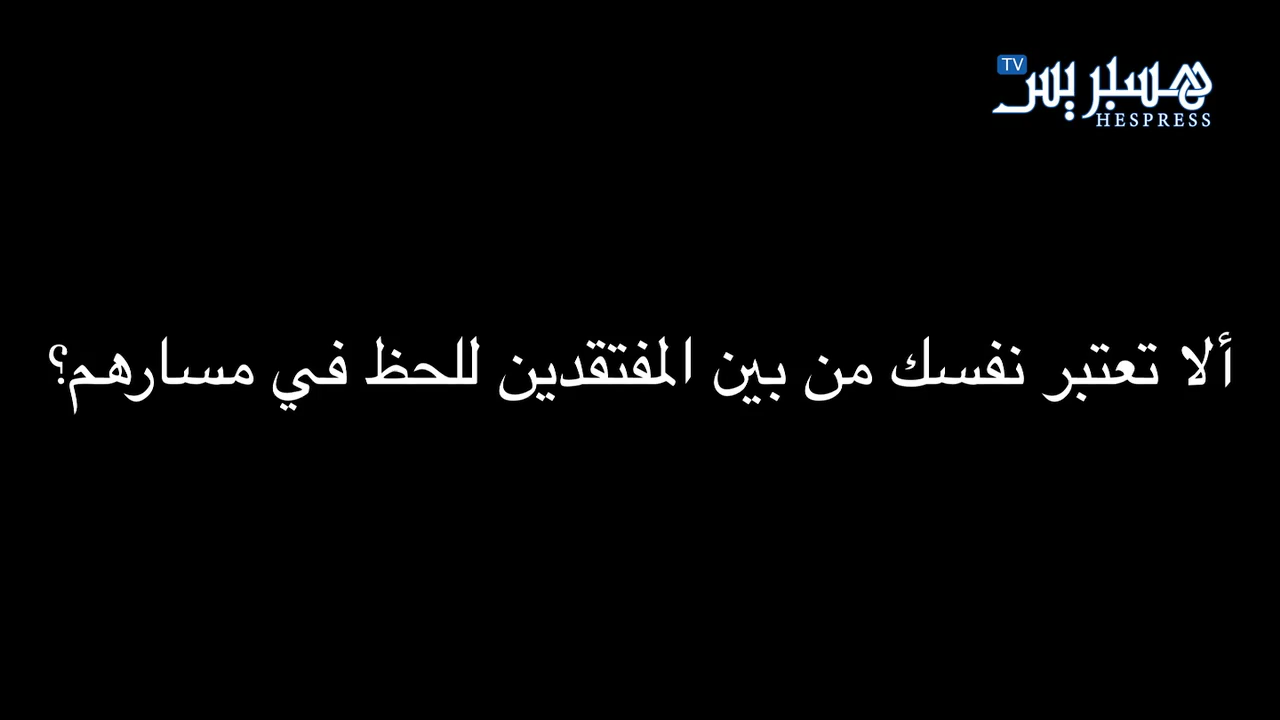 TV
هسبريس
HESPRESS
ألا تعتبر نفسك من بين المفتقدين للحظ في مسارهم؟